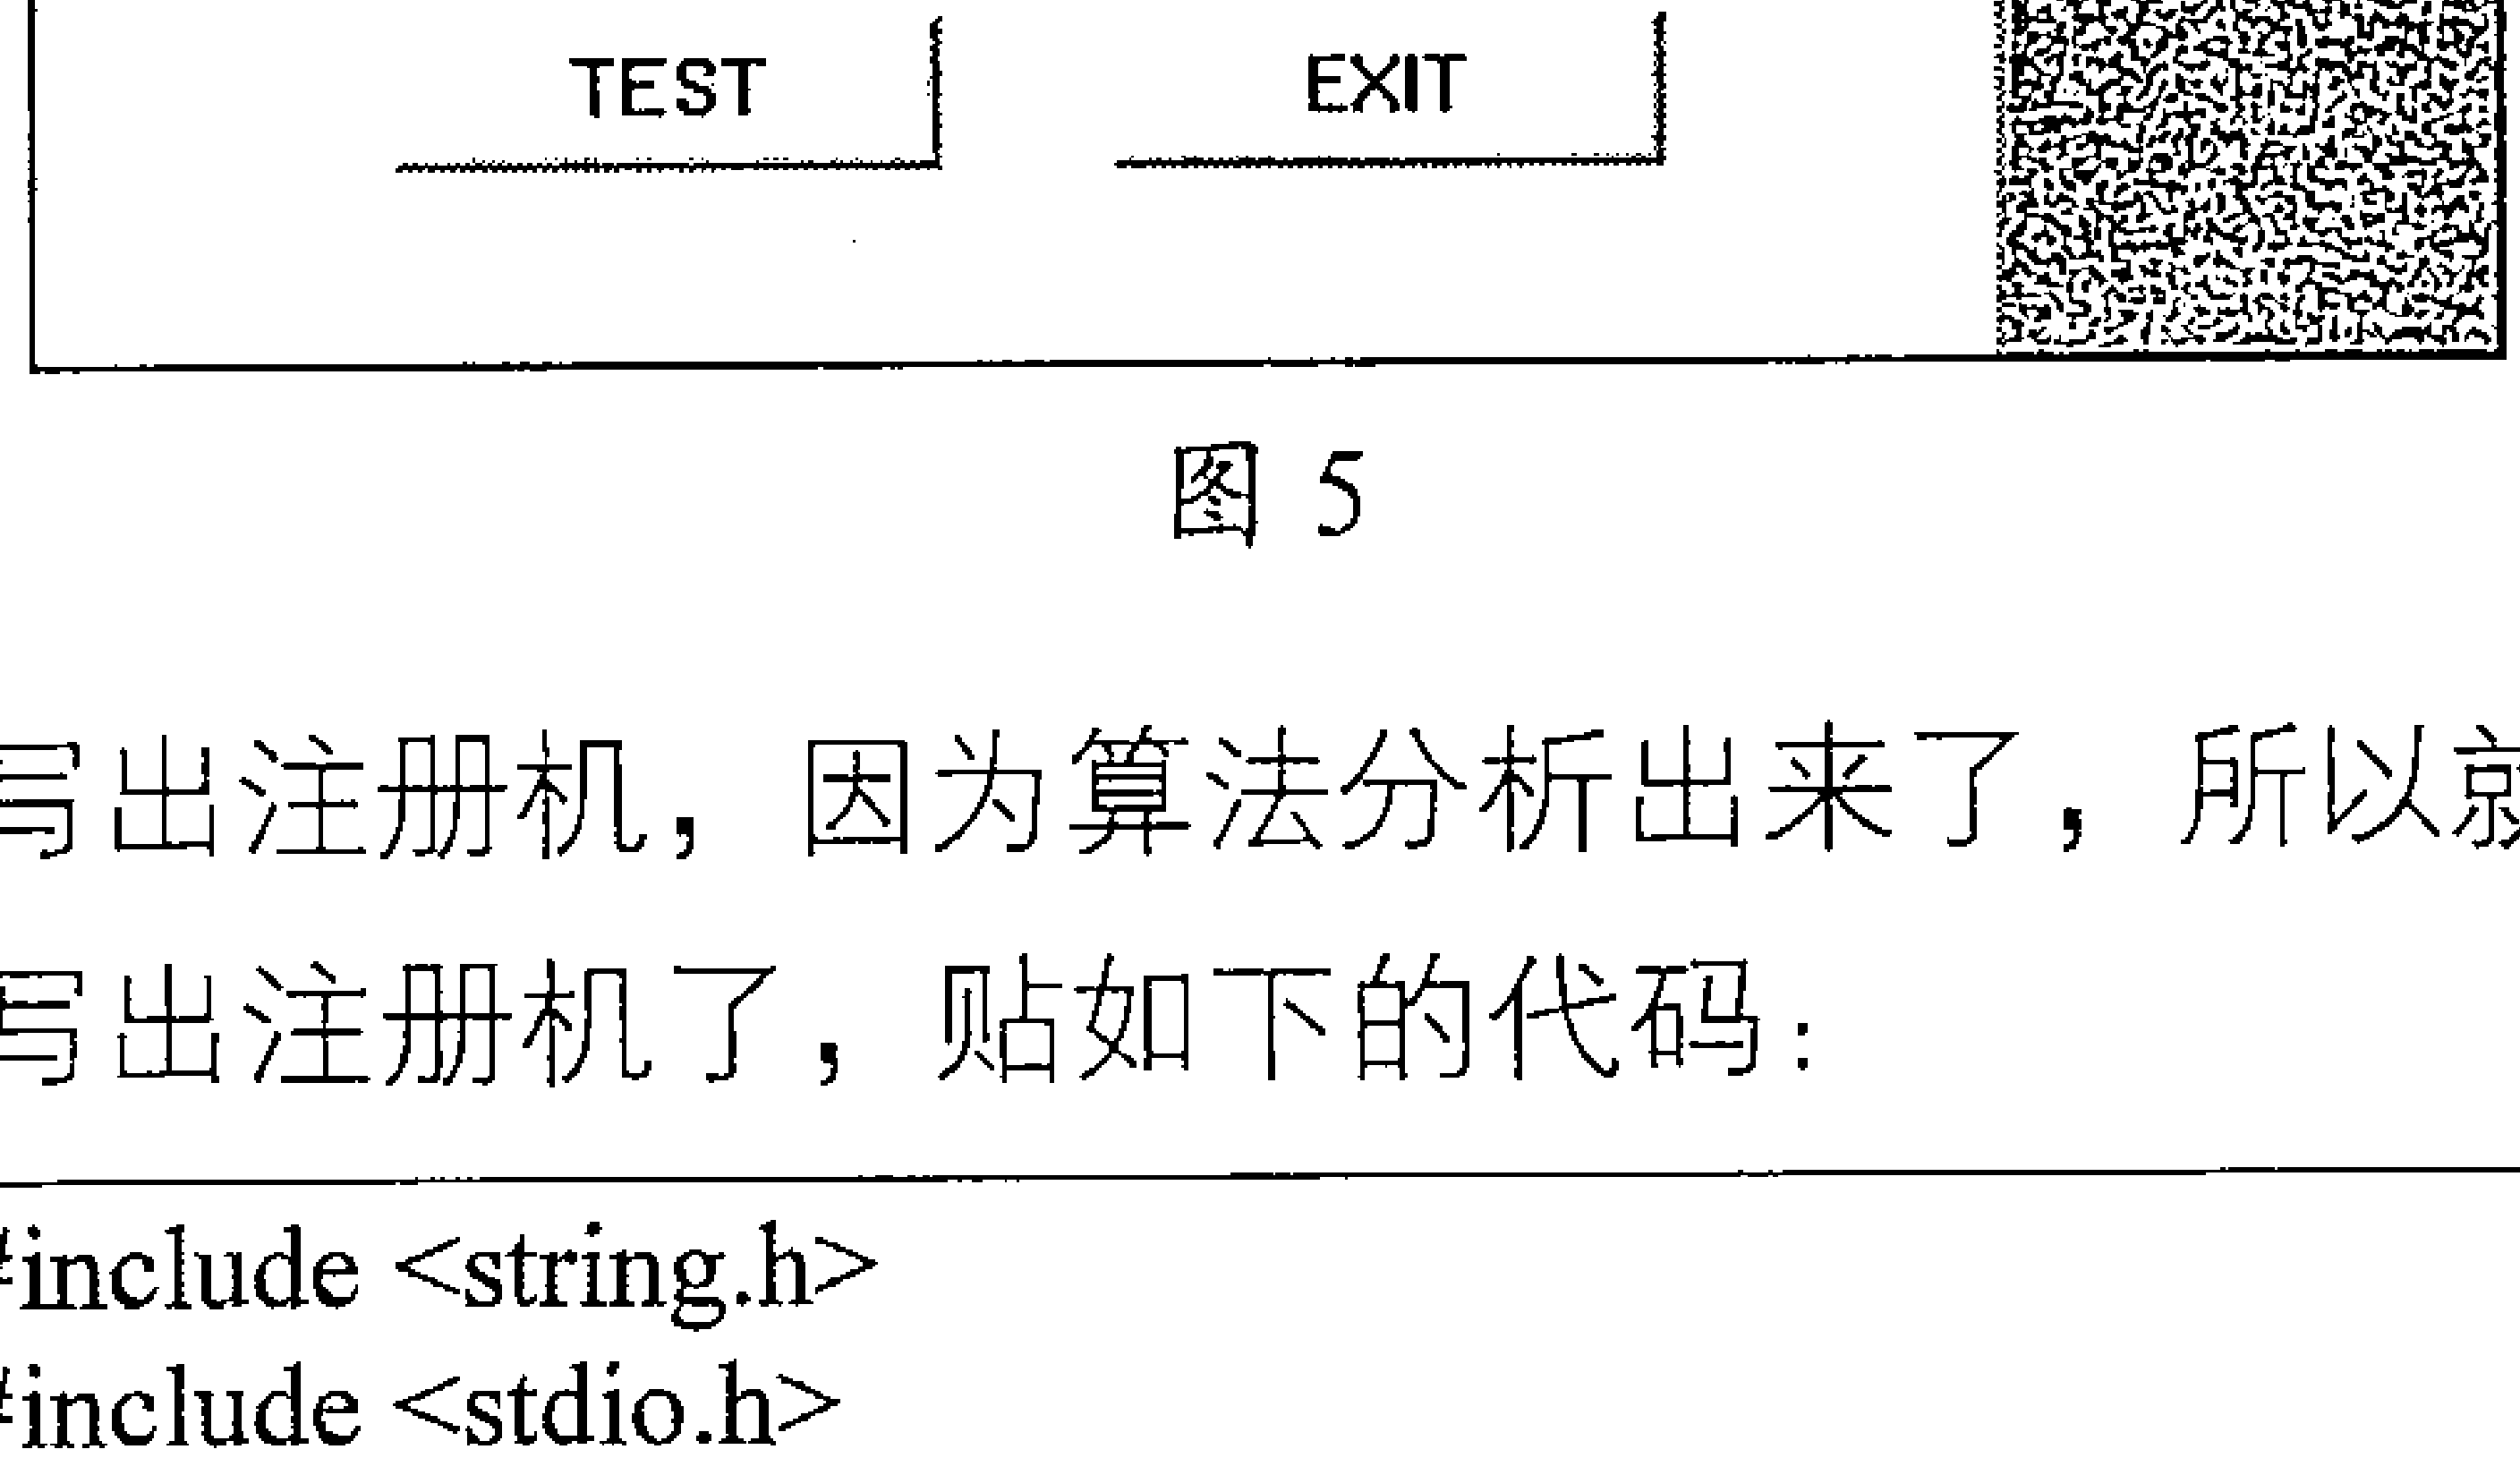 TEST EXIT
图 5
写出注册机，因为算法分析出来了，所以就
写出注册机了，贴如下的代码：
#include <string.h>
#include <stdio.h>